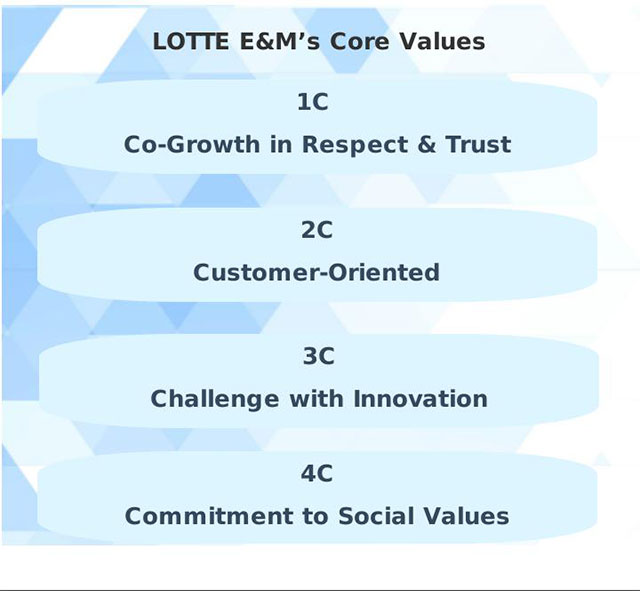 LOTTE E&M’s Core Values
1C
Co-Growth in Respect & Trust
2C
Customer-Oriented
3C
Challenge with Innovation
4C
Commitment to Social Values